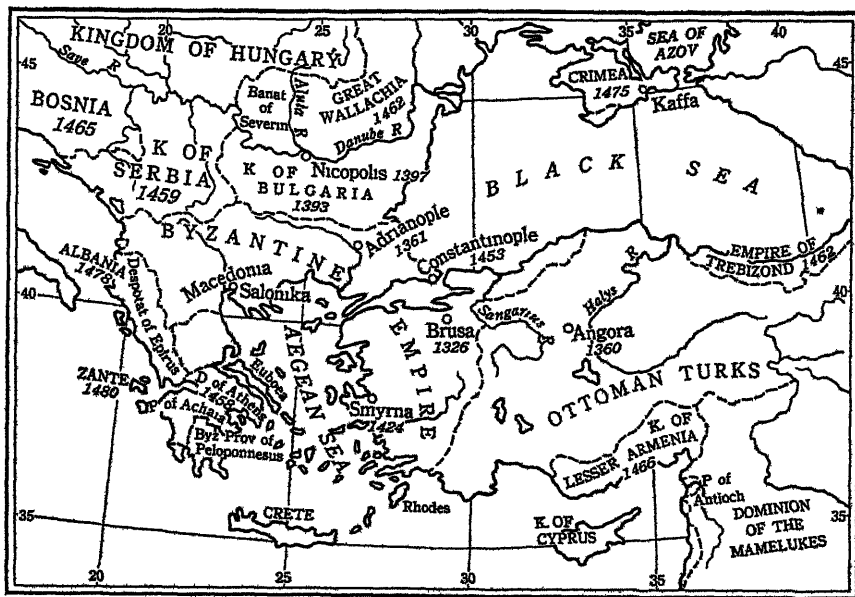 20
25
30
35
40
45
45
KINGDOM OF HUNGARY
Save R
BOSNIA
1465
K OF
SERBIA
1459
Banat
of
Severin
Aluta R
GREAT
WALLACHIA
1462
Danube R
Nicopolis 1397
K OF
BULGARIA
1393
SEA OF
AZOV
CRIMEA
1475
Kaffa
BLACK SEA
BYZANTINE
EMPIRE
Adrianople
1361
Constantinople
1453
EMPIRE OF
TREBIZOND 1462
ALBANIA
1478
Despotat of Epirus
Macedonia
Salonika
40
40
Brusa
1326
Sangarius
Halys R
Angora
1360
OTTOMAN TURKS
AEGEAN SEA
Euboea
ZANTE
1480
D. of Athens
P of Achaia
Byz Prov of
Peloponnesus
Smyrna
1424
K. OF
LESSER ARMENIA
1466
P of
Antioch
DOMINION
OF THE
MAMELUKES
Rhodes
CRETE
K. OF
CYPRUS
35
35
20
25
30
35